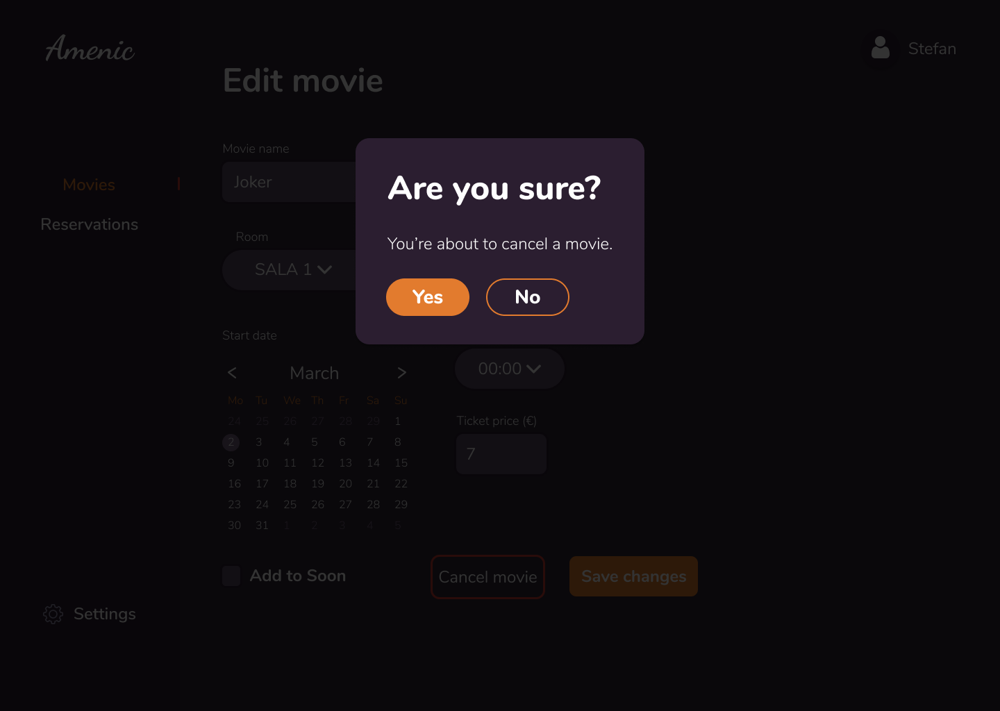 Amenic
Stefan
Edit movie
Movies
Reservations
Settings
Movie name
Joker
Room
SALA 1
Are you sure?
You’re about to cancel a movie.
Yes
No
Start date
< March >
Mo Tu We Th Fr Sa Su
24 25 26 27 28 29 1
2 3 4 5 6 7 8
9 10 11 12 13 14 15
16 17 18 19 20 21 22
23 24 25 26 27 28 29
30 31 1 2 3 4 5
00:00
Ticket price (€)
7
Add to Soon
Cancel movie
Save changes